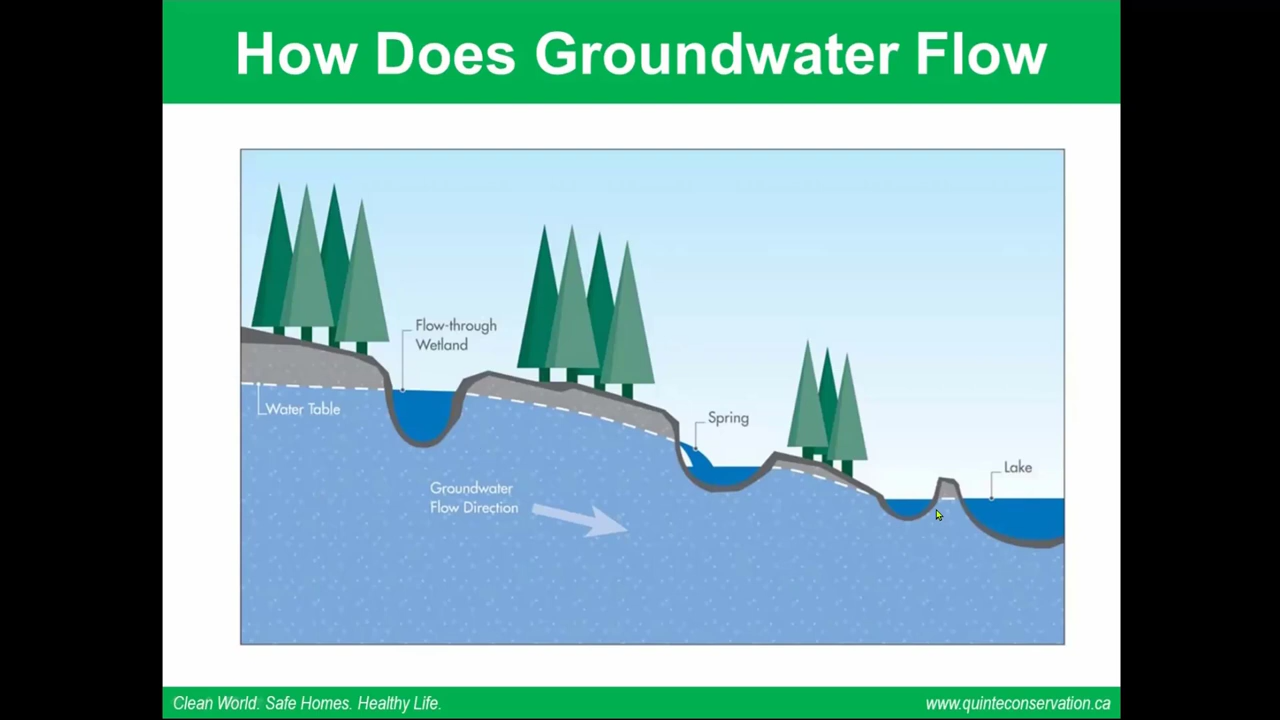 How Does Groundwater Flow
Flow-through
Wetland
Water Table
Spring
Lake
Groundwater
Flow Direction
Clean World. Safe Homes. Healthy Life.
www.quinteconservation.ca